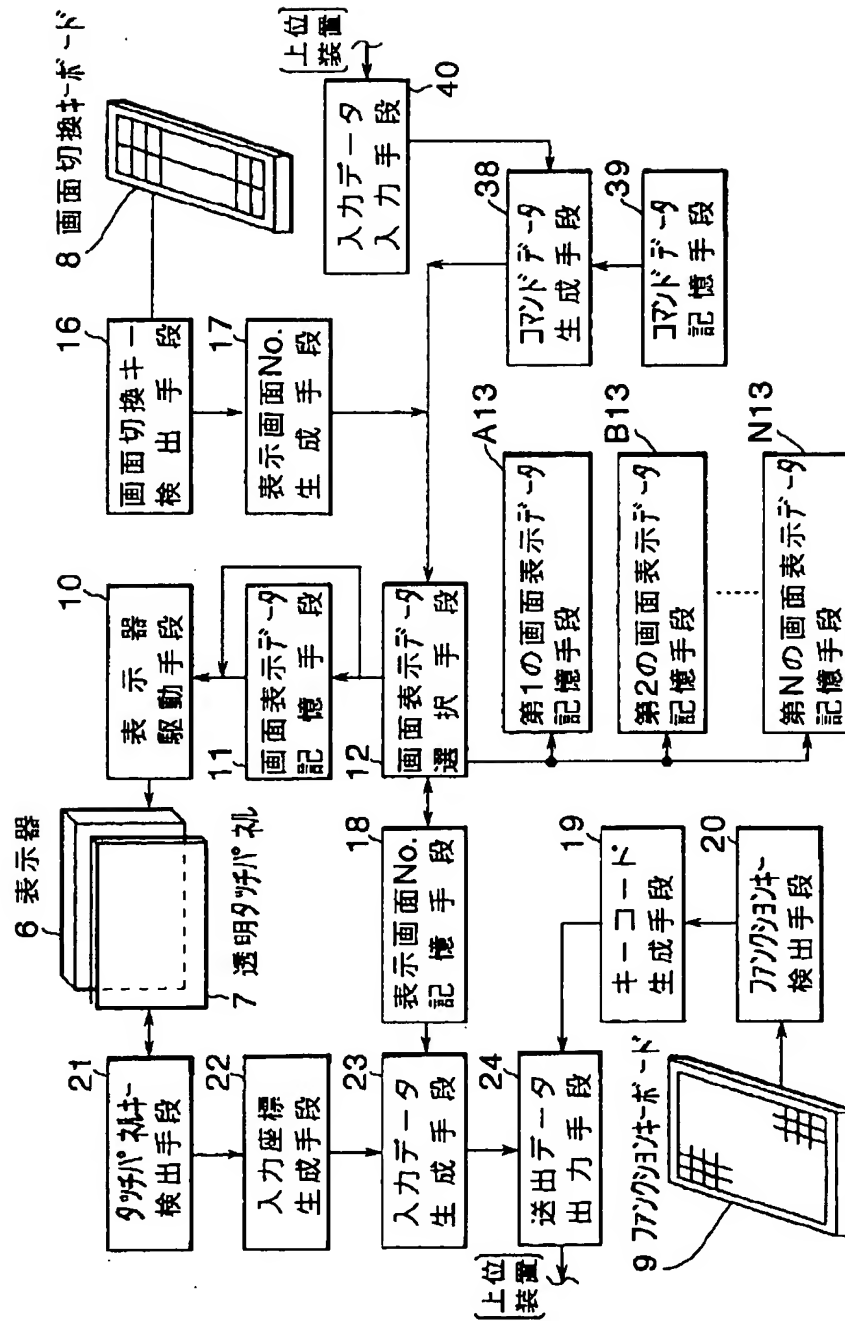 6 表示器
7 透明タッチパネル
21
タッチパネルキー
検出手段
22
入力座標
生成手段
23
入力データ
生成手段
24
送出データ
出力手段
[上位
装置]
10
表示器
駆動手段
11
画面表示データ
記憶手段
12
画面表示データ
選択手段
18
表示画面No.
記憶手段
19
キーコード
生成手段
20
ファンクションキー
検出手段
9 ファンクションキーボード
16
画面切換キー
検出手段
17
表示画面No.
生成手段
8 画面切換キーボード
[上位
装置]
40
入力データ
入力手段
38
コマンドデータ
生成手段
39
コマンドデータ
記憶手段
A13
第1の画面表示データ
記憶手段
B13
第2の画面表示データ
記憶手段
N13
第Nの画面表示データ
記憶手段